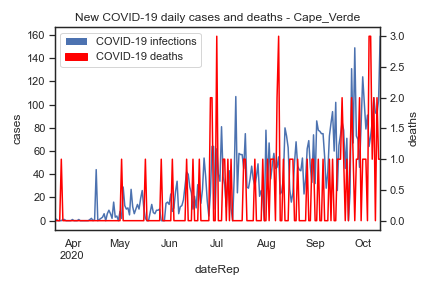 New COVID-19 daily cases and deaths - Cape_Verde
COVID-19 infections
COVID-19 deaths
cases
160
140
120
100
80
60
40
20
0
deaths
3.0
2.5
2.0
1.5
1.0
0.5
0.0
Apr May Jun Jul Aug Sep Oct
2020
dateRep